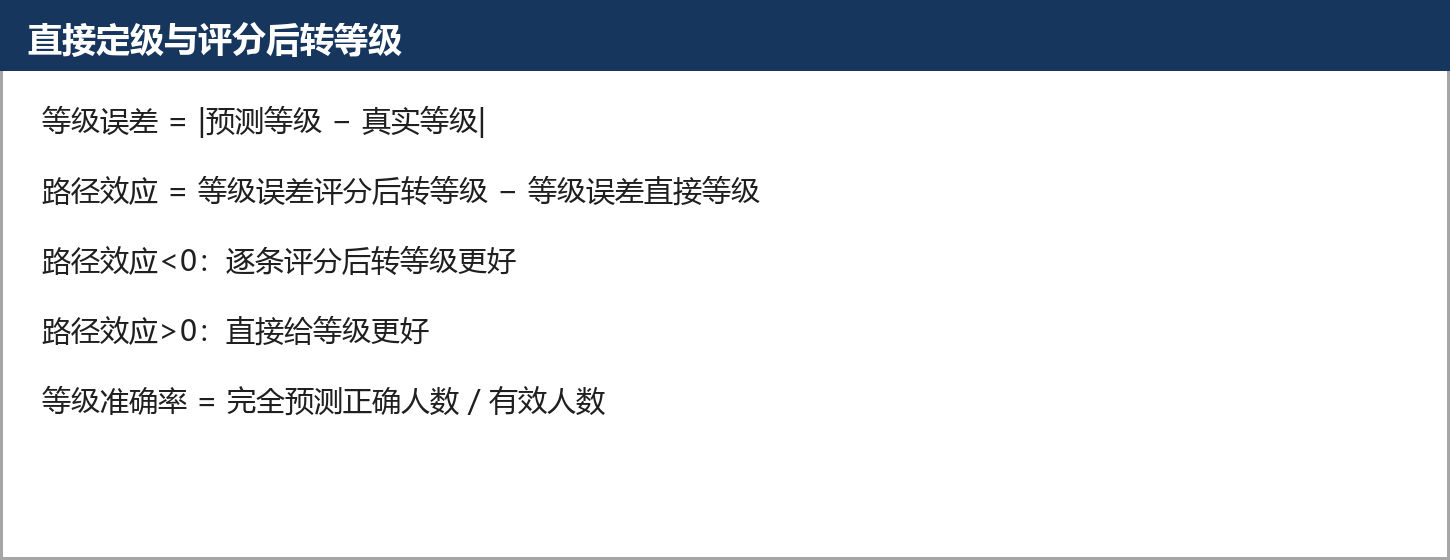 直接定级与评分后转等级
等级误差 = |预测等级 − 真实等级|
路径效应 = 等级误差评分后转等级 − 等级误差直接等级
路径效应<0：逐条评分后转等级更好
路径效应>0：直接给等级更好
等级准确率 = 完全预测正确人数 / 有效人数